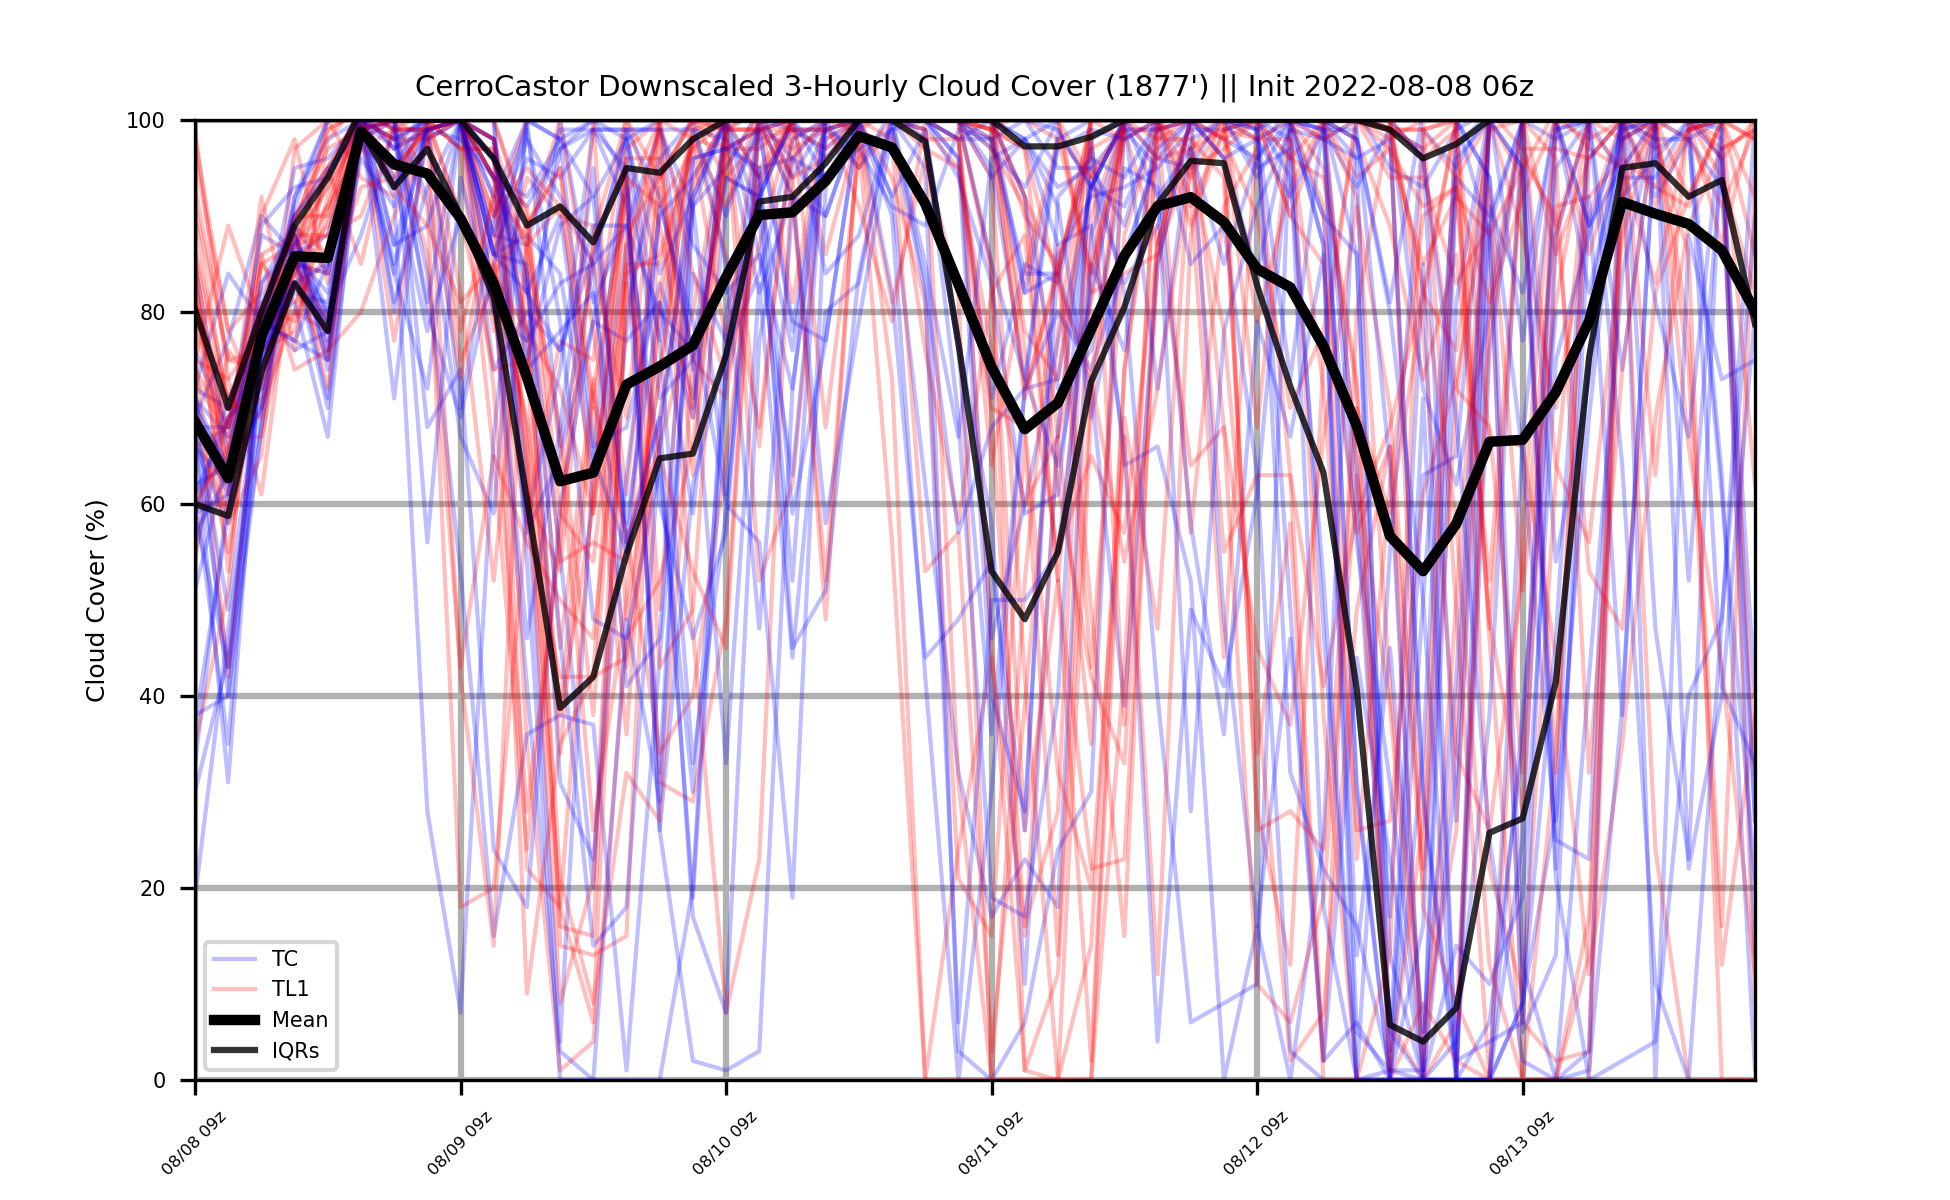 CerroCastor Downscaled 3-Hourly Cloud Cover (1877') || Init 2022-08-08 06z
Cloud Cover (%)
100
80
60
40
20
0
TC
TL1
Mean
IQRs
08/08 09z
08/09 09z
08/10 09z
08/11 09z
08/12 09z
08/13 09z